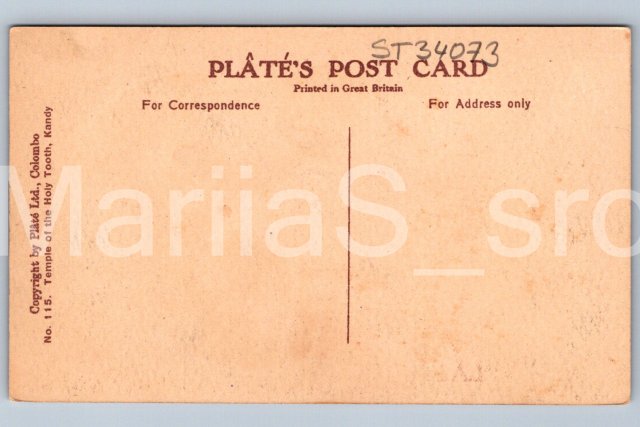 ST34073
PLÂTÉ'S POST CARD
Printed in Great Britain
For Correspondence
For Address only
Copyright by Plâté Ltd., Colombo
No. 115. Temple of the Holy Tooth, Kandy
MariiaS_src